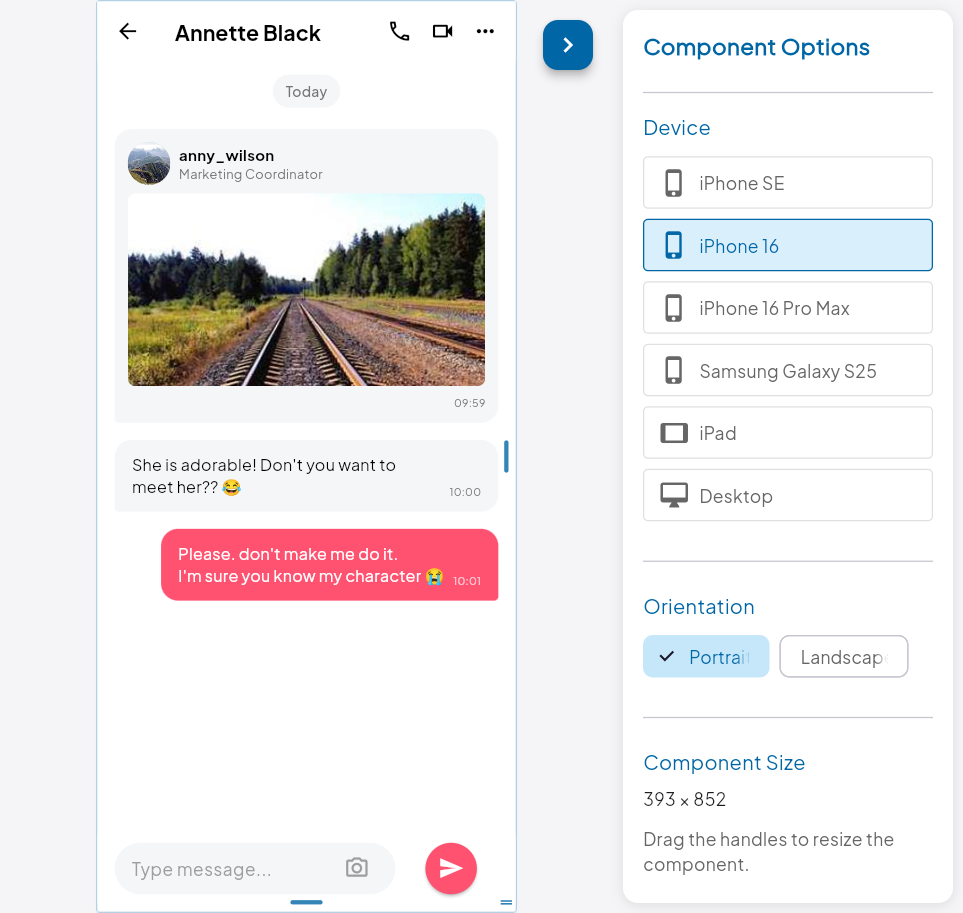 Annette Black
Today
anny_wilson
Marketing Coordinator
09:59
She is adorable! Don't you want to
meet her?? 😂
10:00
Please. don't make me do it.
I'm sure you know my character 😭 10:01
Type message...
Component Options
Device
iPhone SE
iPhone 16
iPhone 16 Pro Max
Samsung Galaxy S25
iPad
Desktop
Orientation
Portrait
Landscape
Component Size
393 × 852
Drag the handles to resize the
component.